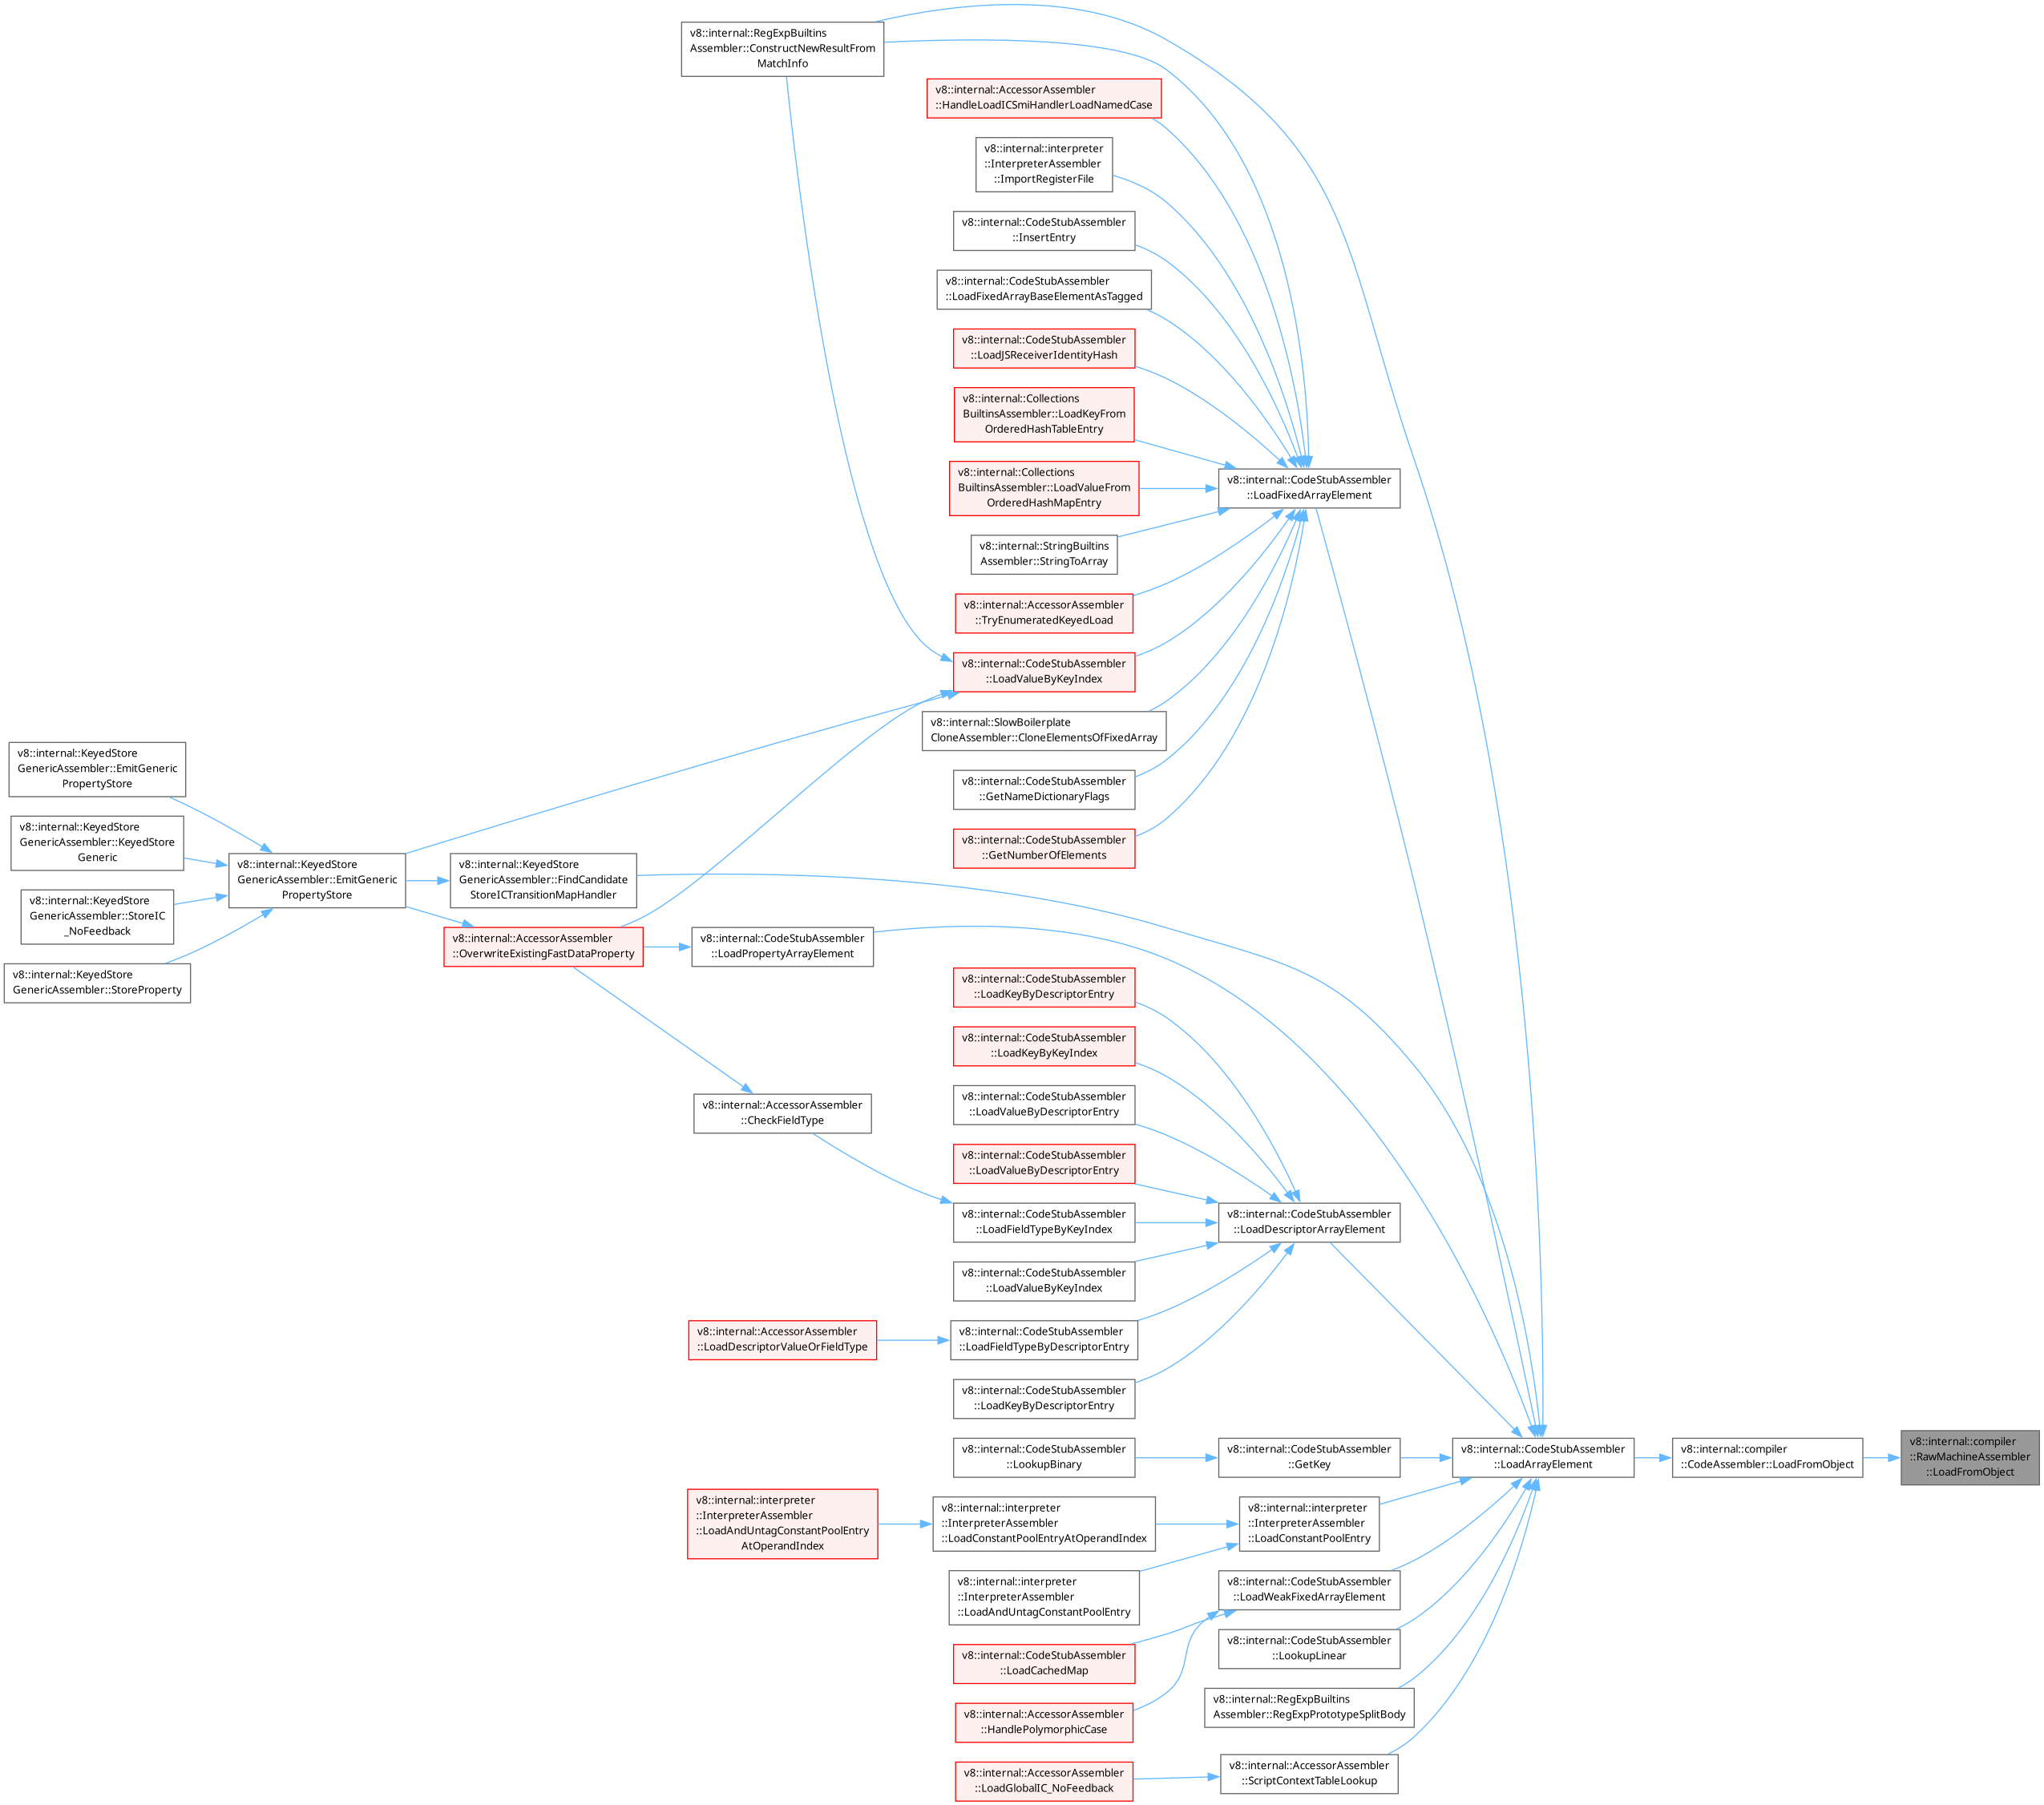 v8::internal::RegExpBuiltins
Assembler::ConstructNewResultFrom
MatchInfo
v8::internal::AccessorAssembler
::HandleLoadICSmiHandlerLoadNamedCase
v8::internal::interpreter
::InterpreterAssembler
::ImportRegisterFile
v8::internal::CodeStubAssembler
::InsertEntry
v8::internal::CodeStubAssembler
::LoadFixedArrayBaseElementAsTagged
v8::internal::CodeStubAssembler
::LoadJSReceiverIdentityHash
v8::internal::Collections
BuiltinsAssembler::LoadKeyFrom
OrderedHashTableEntry
v8::internal::Collections
BuiltinsAssembler::LoadValueFrom
OrderedHashMapEntry
v8::internal::CodeStubAssembler
::LoadFixedArrayElement
v8::internal::StringBuiltins
Assembler::StringToArray
v8::internal::AccessorAssembler
::TryEnumeratedKeyedLoad
v8::internal::CodeStubAssembler
::LoadValueByKeyIndex
v8::internal::SlowBoilerplate
CloneAssembler::CloneElementsOfFixedArray
v8::internal::CodeStubAssembler
::GetNameDictionaryFlags
v8::internal::CodeStubAssembler
::GetNumberOfElements
v8::internal::KeyedStore
GenericAssembler::EmitGeneric
PropertyStore
v8::internal::KeyedStore
GenericAssembler::KeyedStore
Generic
v8::internal::KeyedStore
GenericAssembler::StoreIC
_NoFeedback
v8::internal::KeyedStore
GenericAssembler::StoreProperty
v8::internal::KeyedStore
GenericAssembler::EmitGeneric
PropertyStore
v8::internal::KeyedStore
GenericAssembler::FindCandidate
StoreICTransitionMapHandler
v8::internal::AccessorAssembler
::OverwriteExistingFastDataProperty
v8::internal::CodeStubAssembler
::LoadPropertyArrayElement
v8::internal::CodeStubAssembler
::LoadKeyByDescriptorEntry
v8::internal::CodeStubAssembler
::LoadKeyByKeyIndex
v8::internal::CodeStubAssembler
::LoadValueByDescriptorEntry
v8::internal::AccessorAssembler
::CheckFieldType
v8::internal::CodeStubAssembler
::LoadValueByDescriptorEntry
v8::internal::CodeStubAssembler
::LoadFieldTypeByKeyIndex
v8::internal::CodeStubAssembler
::LoadDescriptorArrayElement
v8::internal::CodeStubAssembler
::LoadValueByKeyIndex
v8::internal::AccessorAssembler
::LoadDescriptorValueOrFieldType
v8::internal::CodeStubAssembler
::LoadFieldTypeByDescriptorEntry
v8::internal::CodeStubAssembler
::LoadKeyByDescriptorEntry
v8::internal::CodeStubAssembler
::LookupBinary
v8::internal::CodeStubAssembler
::GetKey
v8::internal::CodeStubAssembler
::LoadArrayElement
v8::internal::compiler
::CodeAssembler::LoadFromObject
v8::internal::compiler
::RawMachineAssembler
::LoadFromObject
v8::internal::interpreter
::InterpreterAssembler
::LoadAndUntagConstantPoolEntry
AtOperandIndex
v8::internal::interpreter
::InterpreterAssembler
::LoadConstantPoolEntryAtOperandIndex
v8::internal::interpreter
::InterpreterAssembler
::LoadConstantPoolEntry
v8::internal::interpreter
::InterpreterAssembler
::LoadAndUntagConstantPoolEntry
v8::internal::CodeStubAssembler
::LoadWeakFixedArrayElement
v8::internal::CodeStubAssembler
::LoadCachedMap
v8::internal::CodeStubAssembler
::LookupLinear
v8::internal::AccessorAssembler
::HandlePolymorphicCase
v8::internal::RegExpBuiltins
Assembler::RegExpPrototypeSplitBody
v8::internal::AccessorAssembler
::LoadGlobalIC_NoFeedback
v8::internal::AccessorAssembler
::ScriptContextTableLookup